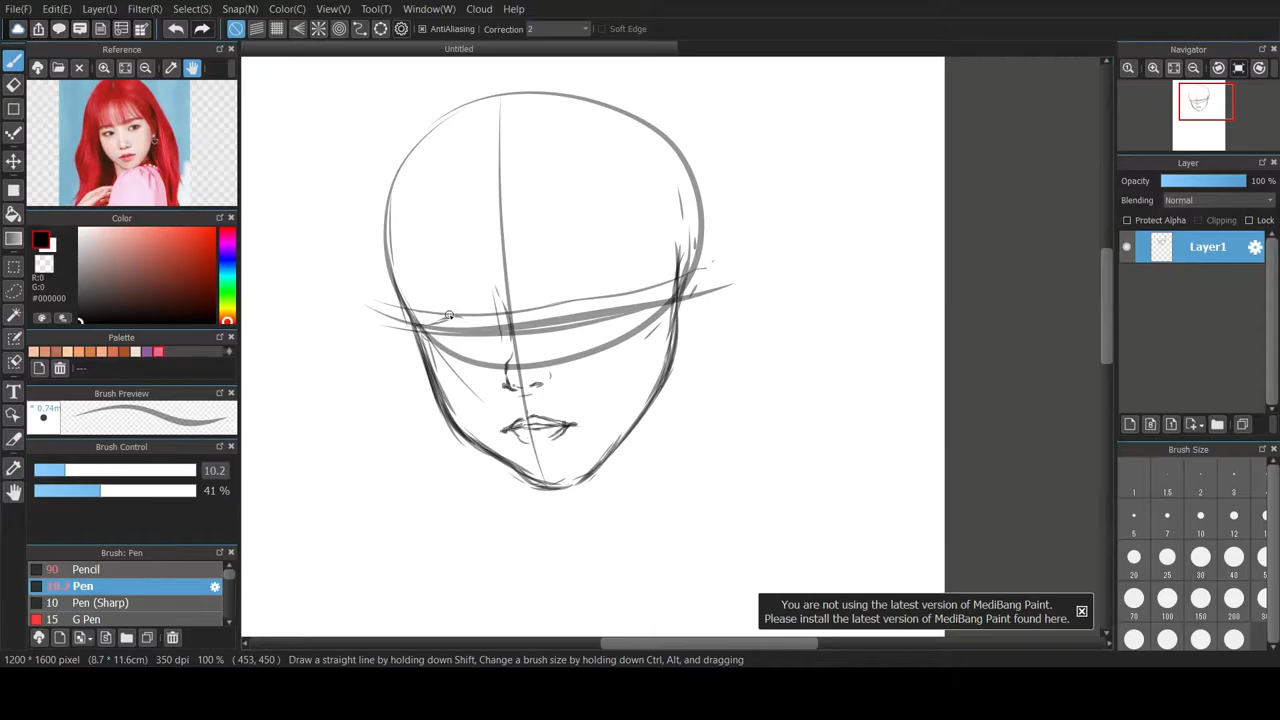 File(F) Edit(E) Layer(L) Filter(R) Select(S) Snap(N) Color(C) View(V) Tool(T) Window(W) Cloud Help
AntiAliasing Correction 2 Soft Edge
Reference
Untitled
Navigator
Color
R:0
G:0
B:0
#000000
Palette
---
Brush Preview
* 0.74m
Brush Control
10.2
41 %
Brush: Pen
90 Pencil
10.2 Pen
10 Pen (Sharp)
15 G Pen
Layer
Opacity 100 %
Blending Normal
Protect Alpha Clipping Lock
Layer1
Brush Size
1 1.5 2 3
5 7 10 12
20 25 30 40
70 100 150 200
You are not using the latest version of MediBang Paint.
Please install the latest version of MediBang Paint found here.
1200 * 1600 pixel (8.7 * 11.6cm) 350 dpi 100 % ( 453, 450 ) Draw a straight line by holding down Shift, Change a brush size by holding down Ctrl, Alt, and dragging